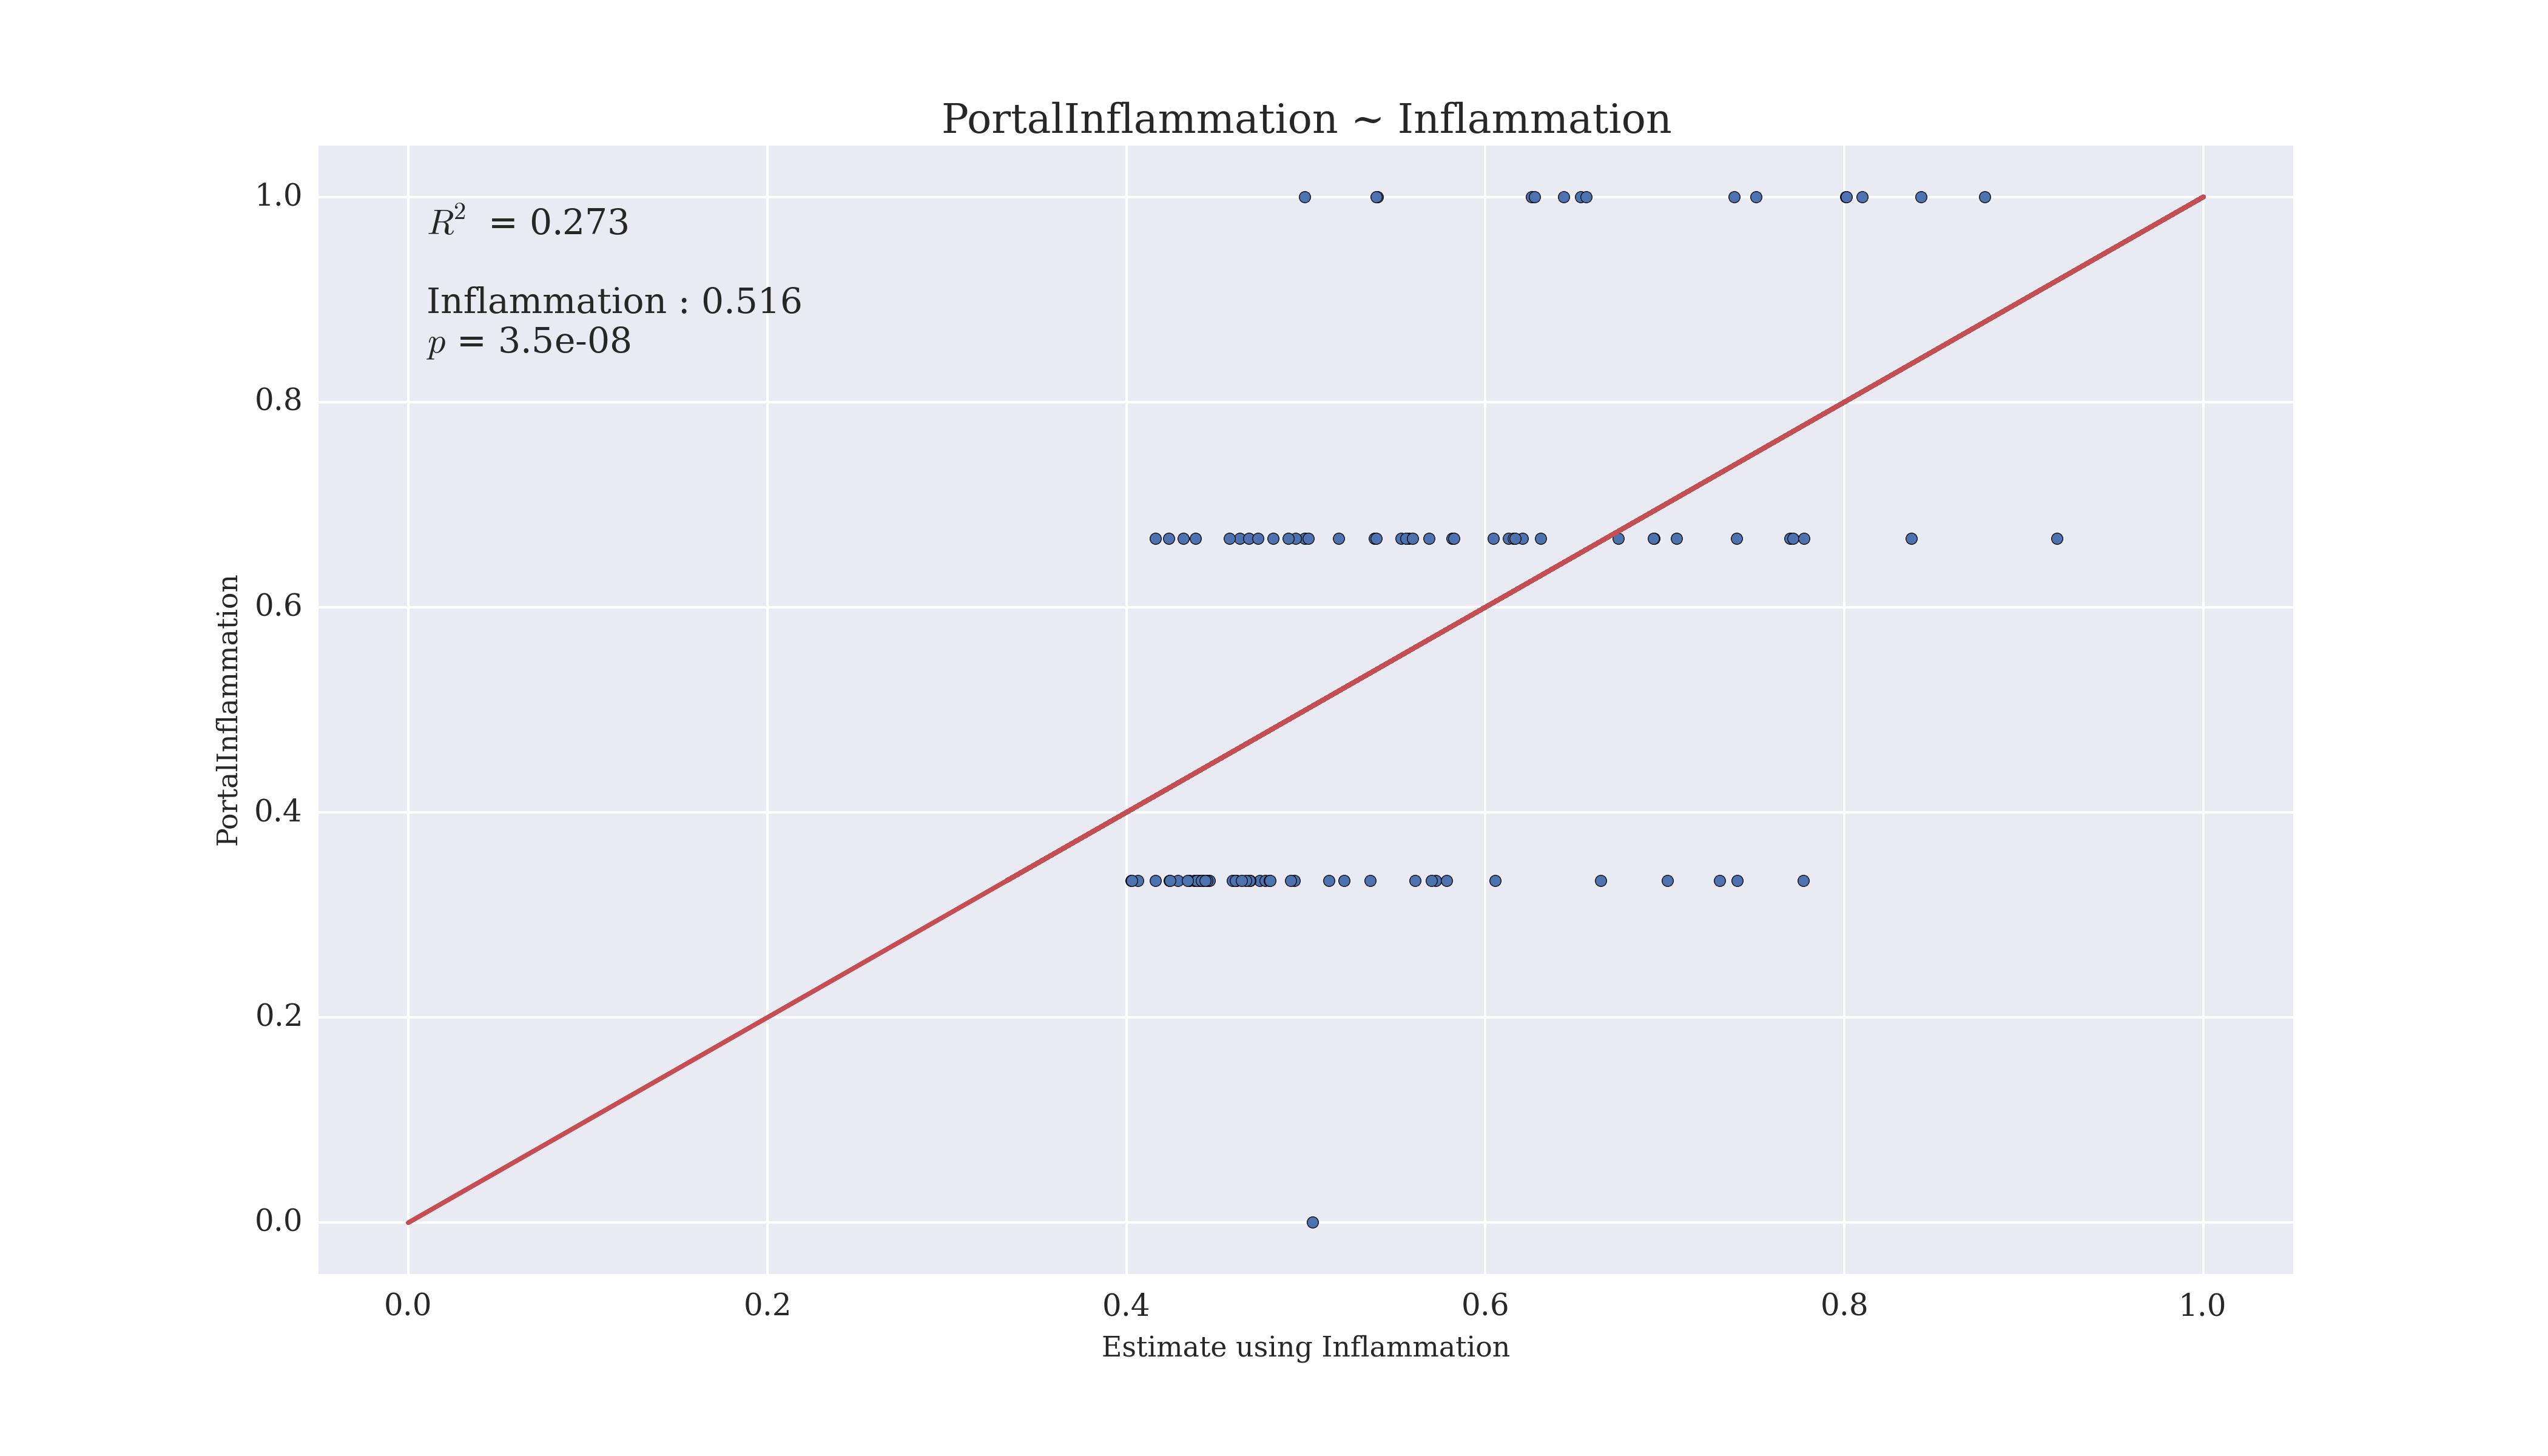 PortalInflammation ~ Inflammation
R² = 0.273
Inflammation : 0.516
p = 3.5e-08
1.0
0.8
0.6
0.4
0.2
0.0
PortalInflammation
0.0 0.2 0.4 0.6 0.8 1.0
Estimate using Inflammation